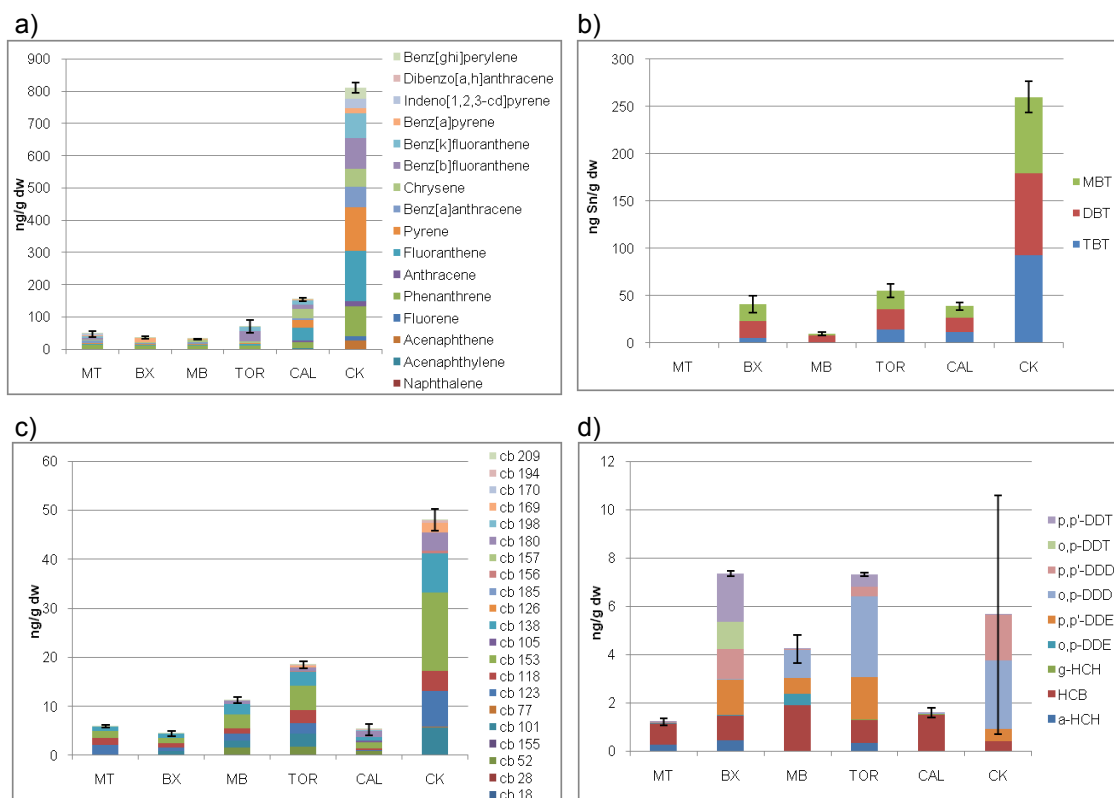 a)
900
800
700
600
500
400
300
200
100
0
ng/g dw
MT BX MB TOR CAL CK
Benz[ghi]perylene
Dibenzo[a,h]anthracene
Indeno[1,2,3-cd]pyrene
Benz[a]pyrene
Benz[k]fluoranthene
Benz[b]fluoranthene
Chrysene
Benz[a]anthracene
Pyrene
Fluoranthene
Anthracene
Phenanthrene
Fluorene
Acenaphthene
Acenaphthylene
Naphthalene
b)
300
250
200
150
100
50
0
ng Sn/g dw
MT BX MB TOR CAL CK
MBT
DBT
TBT
c)
60
50
40
30
20
10
0
ng/g dw
MT BX MB TOR CAL CK
cb 209
cb 194
cb 170
cb 169
cb 198
cb 180
cb 157
cb 156
cb 185
cb 126
cb 138
cb 105
cb 153
cb 118
cb 123
cb 77
cb 101
cb 155
cb 52
cb 28
cb 18
d)
12
10
8
6
4
2
0
ng/g dw
MT BX MB TOR CAL CK
p,p'-DDT
o,p-DDT
p,p'-DDD
o,p-DDD
p,p'-DDE
o,p-DDE
g-HCH
HCB
a-HCH